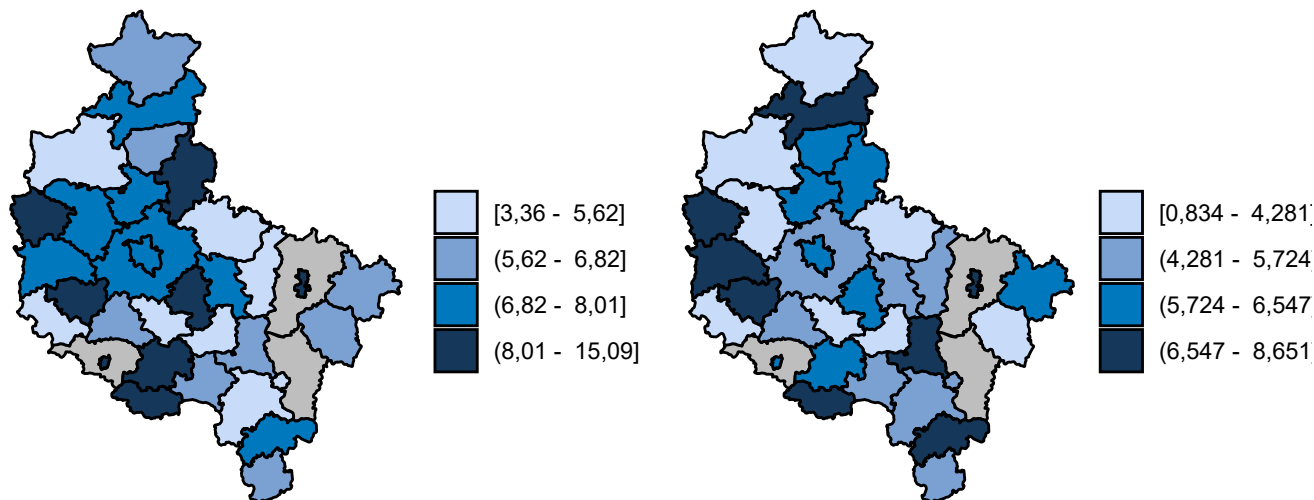 [3,36 - 5,62]
(5,62 - 6,82]
(6,82 - 8,01]
(8,01 - 15,09]
[0,834 - 4,281]
(4,281 - 5,724]
(5,724 - 6,547]
(6,547 - 8,651]